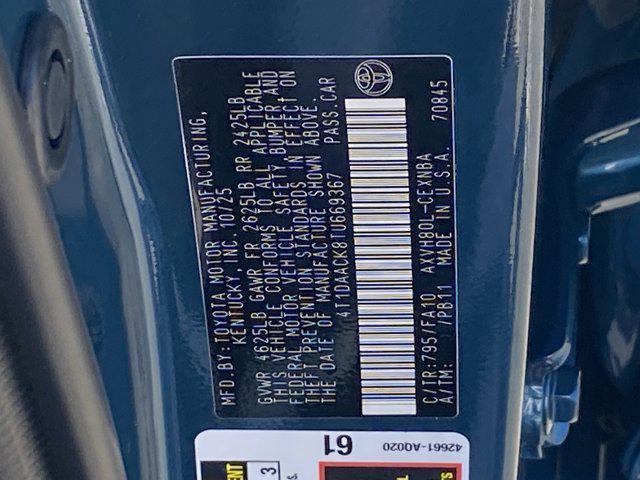 MFD.BY:TOYOTA MOTOR MANUFACTURING,
KENTUCKY, INC. 10/25
GVWR 4625LB GAWR FR 2625LB RR 2425LB
THIS VEHICLE CONFORMS TO ALL APPLICABLE
FEDERAL MOTOR VEHICLE SAFETY BUMPER,AND
THEFT PREVENTION STANDARDS IN EFFECT ON
THE DATE OF MANUFACTURE SHOWN ABOVE.
4T1DAACK8TU669367 PASS.CAR
C/TR:795/FA10 AXVH80L-CEXNBA
A/TM: /PB11 MADE IN U.S.A. 70845
61
42661-AQ020
3